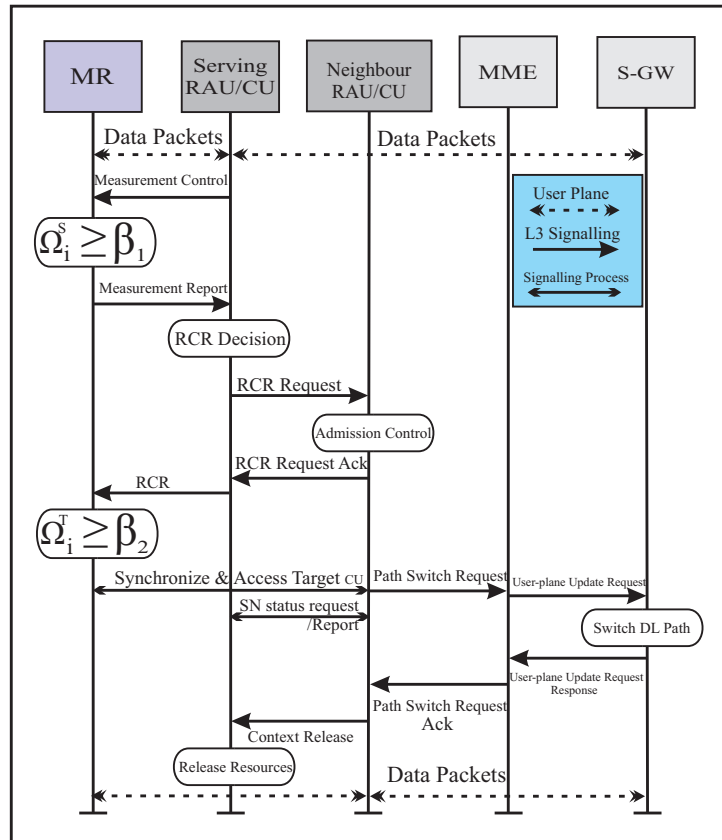 MR
Serving
RAU/CU
Neighbour
RAU/CU
MME
S-GW
Data Packets
Data Packets
Measurement Control
User Plane
L3 Signalling
Signalling Process
Ω_i^S ≥ β_1
Measurement Report
RCR Decision
RCR Request
Admission Control
RCR Request Ack
RCR
Ω_i^T ≥ β_2
Synchronize & Access Target CU
Path Switch Request
User-plane Update Request
SN status request
/Report
Switch DL Path
User-plane Update Request
Response
Path Switch Request
Ack
Context Release
Release Resources
Data Packets